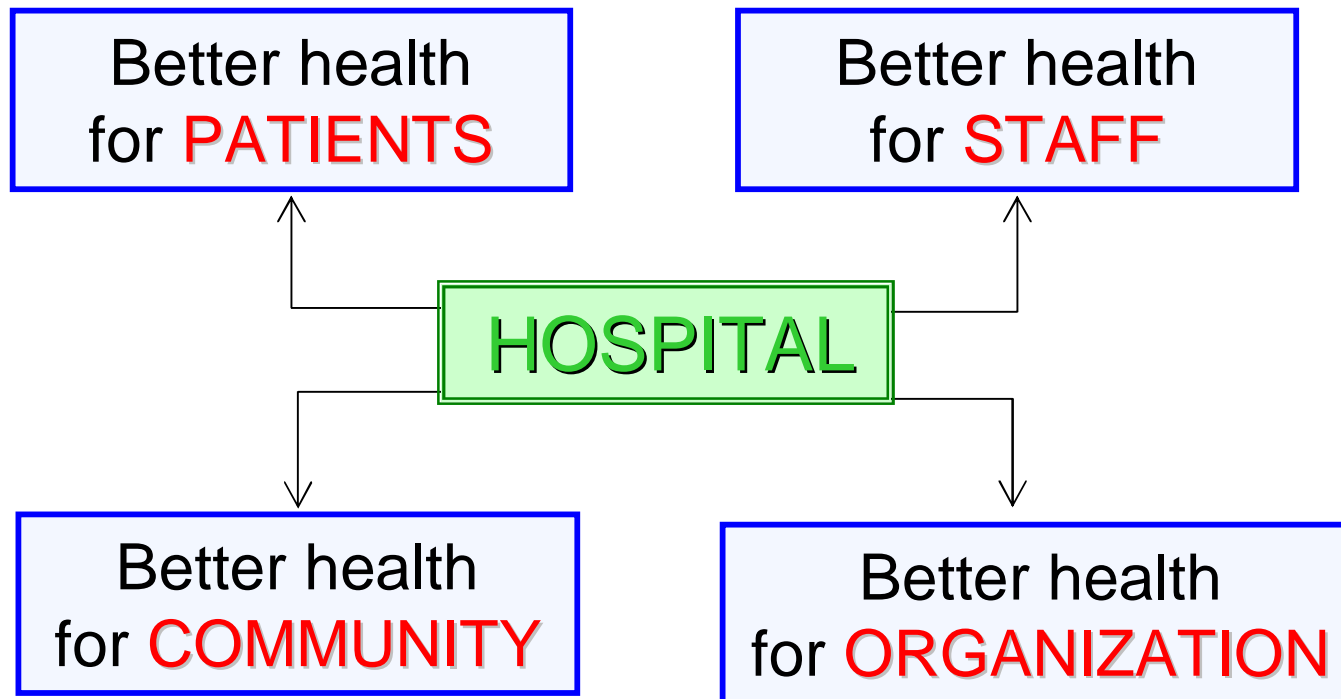 Better health
for PATIENTS
Better health
for STAFF
HOSPITAL
Better health
for COMMUNITY
Better health
for ORGANIZATION